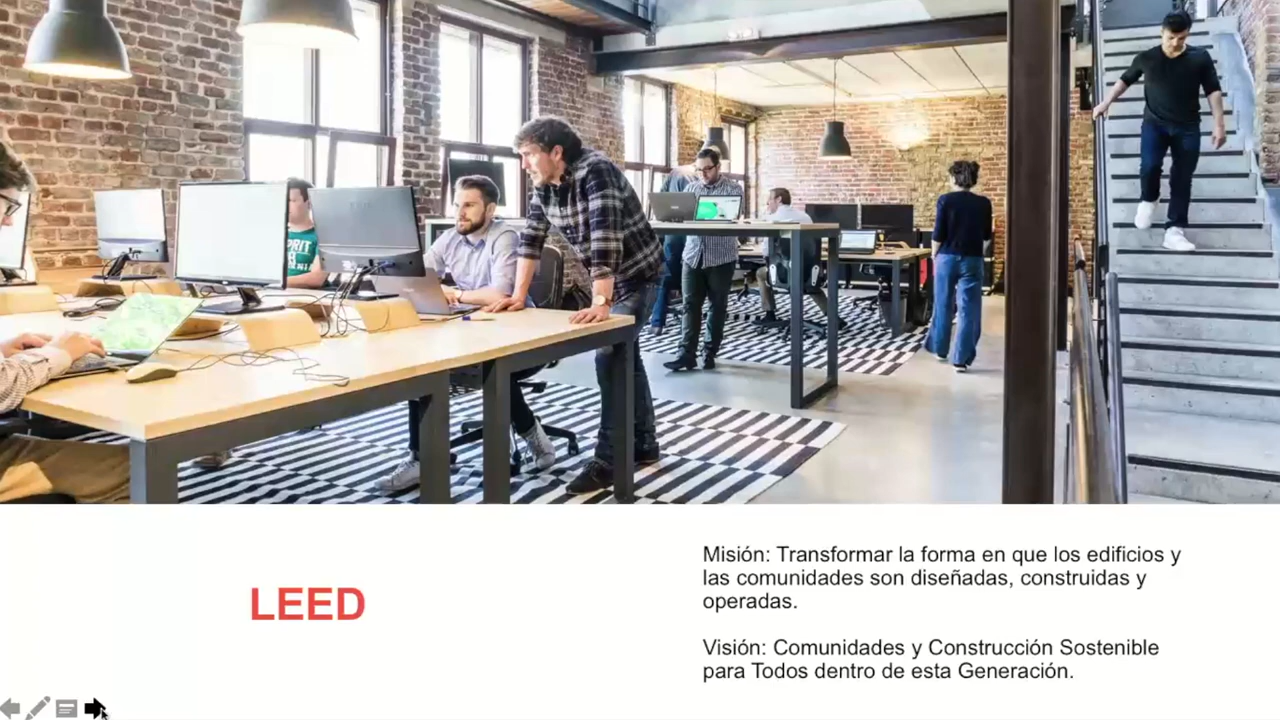 PRIT
LEED
Misión: Transformar la forma en que los edificios y
las comunidades son diseñadas, construidas y
operadas.
Visión: Comunidades y Construcción Sostenible
para Todos dentro de esta Generación.